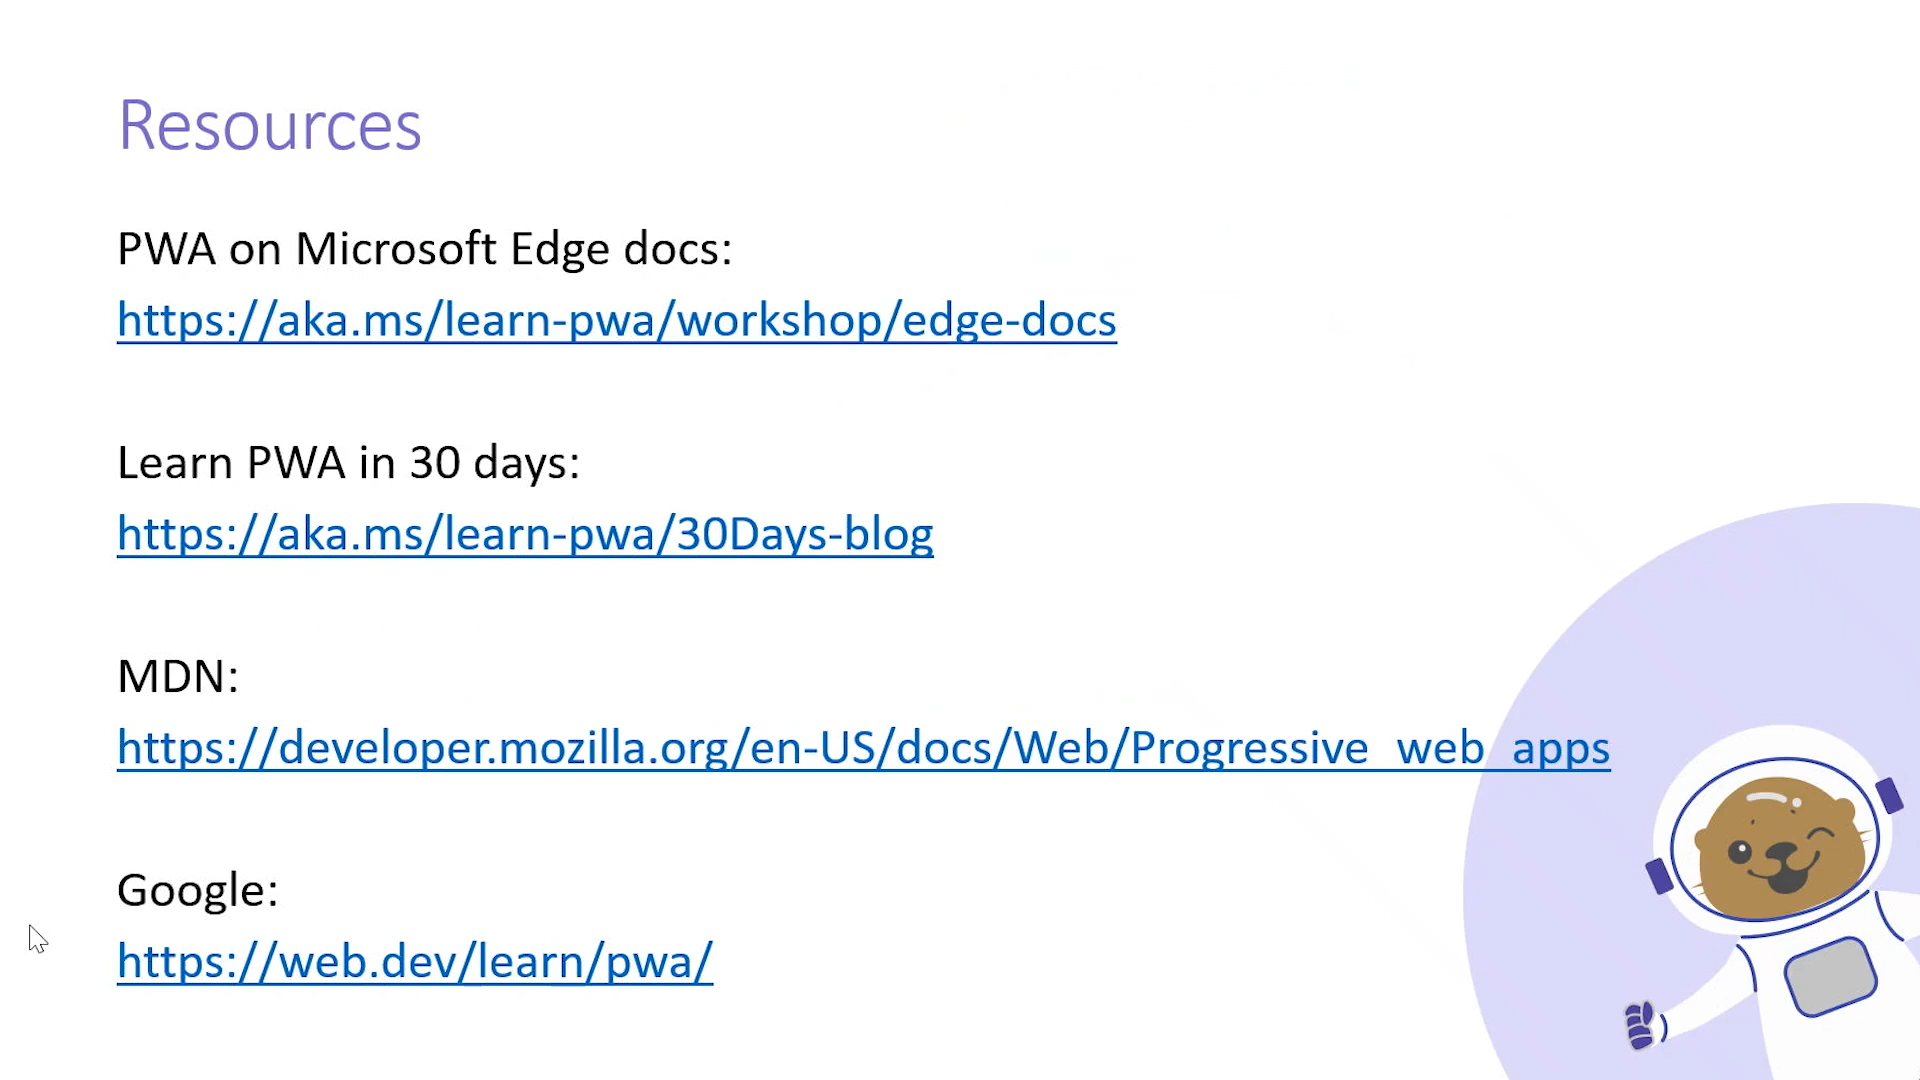 Resources
PWA on Microsoft Edge docs:
https://aka.ms/learn-pwa/workshop/edge-docs
Learn PWA in 30 days:
https://aka.ms/learn-pwa/30Days-blog
MDN:
https://developer.mozilla.org/en-US/docs/Web/Progressive_web_apps
Google:
https://web.dev/learn/pwa/